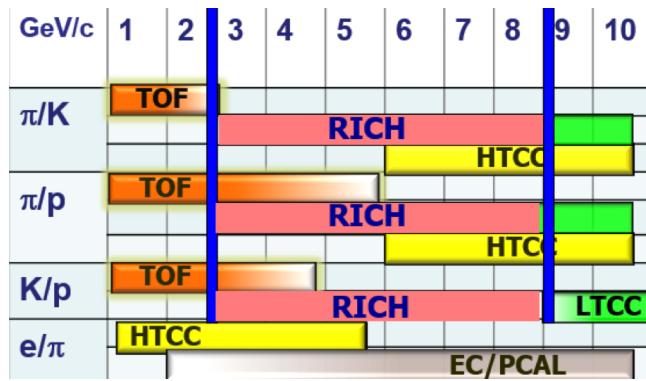 GeV/c 1 2 3 4 5 6 7 8 9 10
π/K TOF
RICH
HTCC
π/p TOF
RICH
HTCC
K/p TOF
RICH LTCC
e/π HTCC
EC/PCAL